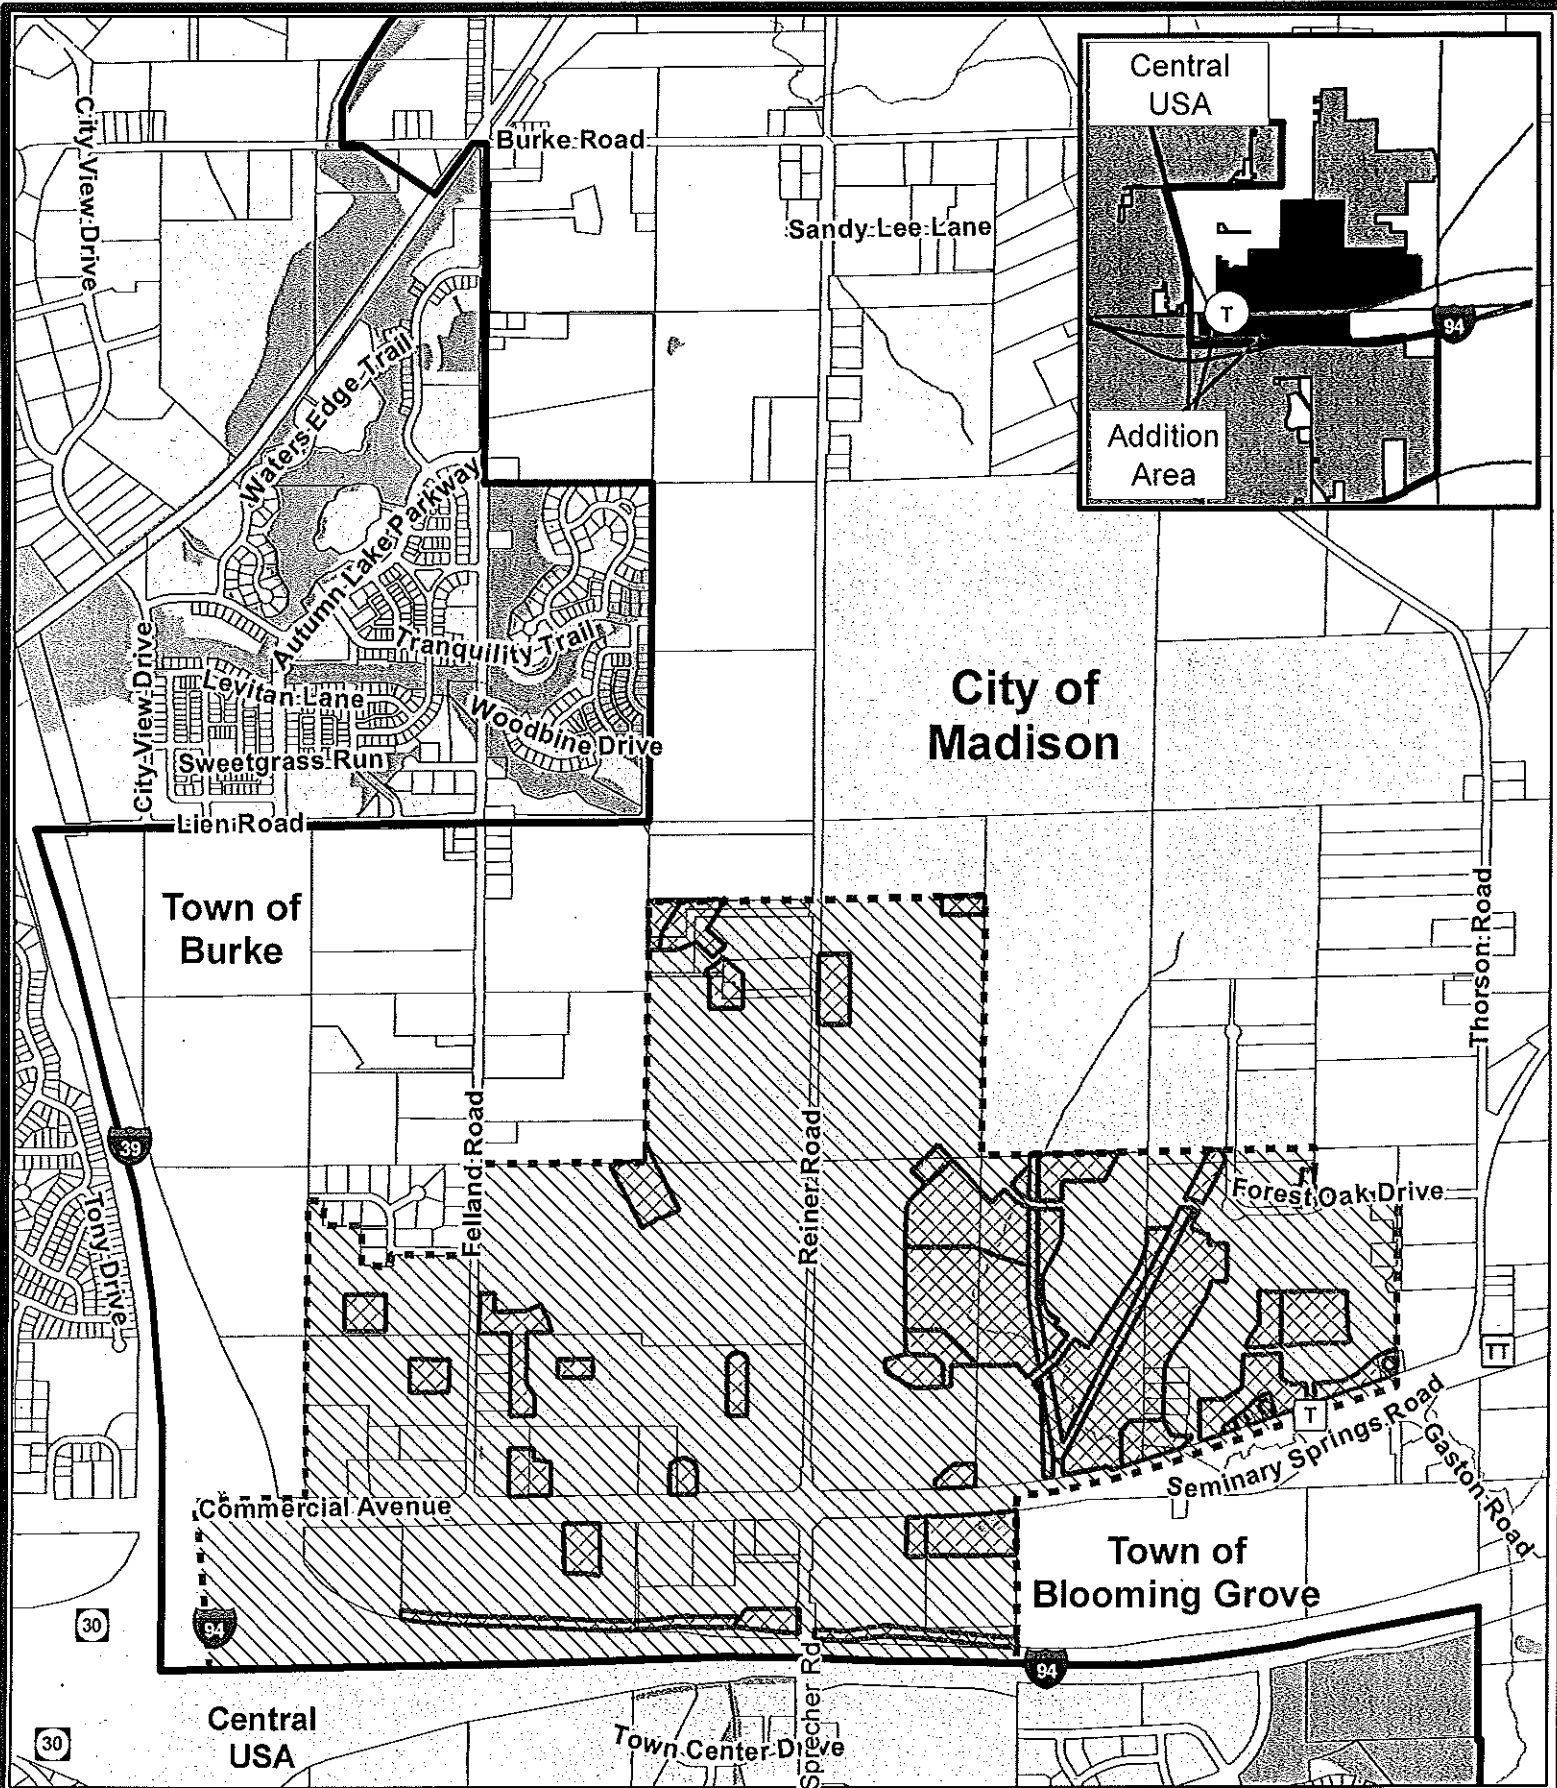 Central
USA
Burke Road
City View Drive
Sandy Lee Lane
T
94
Addition
Area
Waters Edge Trail
Autumn Lake Parkway
Tranquility Trail
City View Drive
Levitan Lane
Woodbine Drive
Sweetgrass Run
City of
Madison
Lien Road
Town of
Burke
Thorson Road
39
Felland Road
Reiner Road
Forest Oak Drive
Tony Drive
TT
T
Seminary Springs Road
Gaston Road
Commercial Avenue
Town of
Blooming Grove
30
94
94
Central
USA
Sprecher Rd
30
Town Center Drive